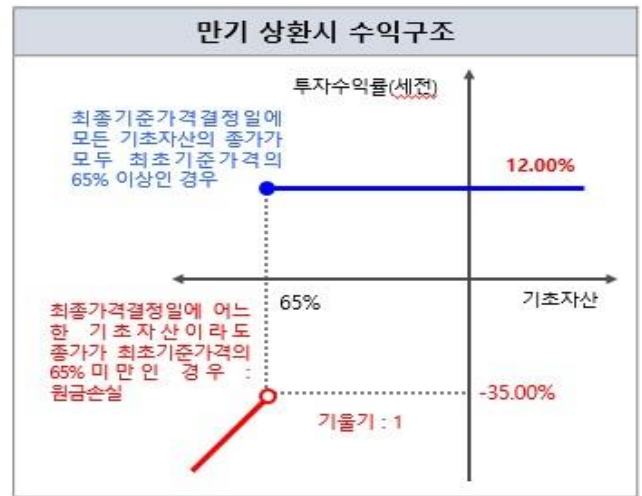 만기 상환시 수익구조
투자수익률(세전)
최종기준가격결정일에
모든 기초자산의 종가가
모두 최초기준가격의
65% 이상인 경우
12.00%
65%
기초자산
최종가격결정일에 어느
한 기초자산이라도
종가가 최초기준가격의
65%미만인 경우 :
원금손실
-35.00%
기울기 : 1